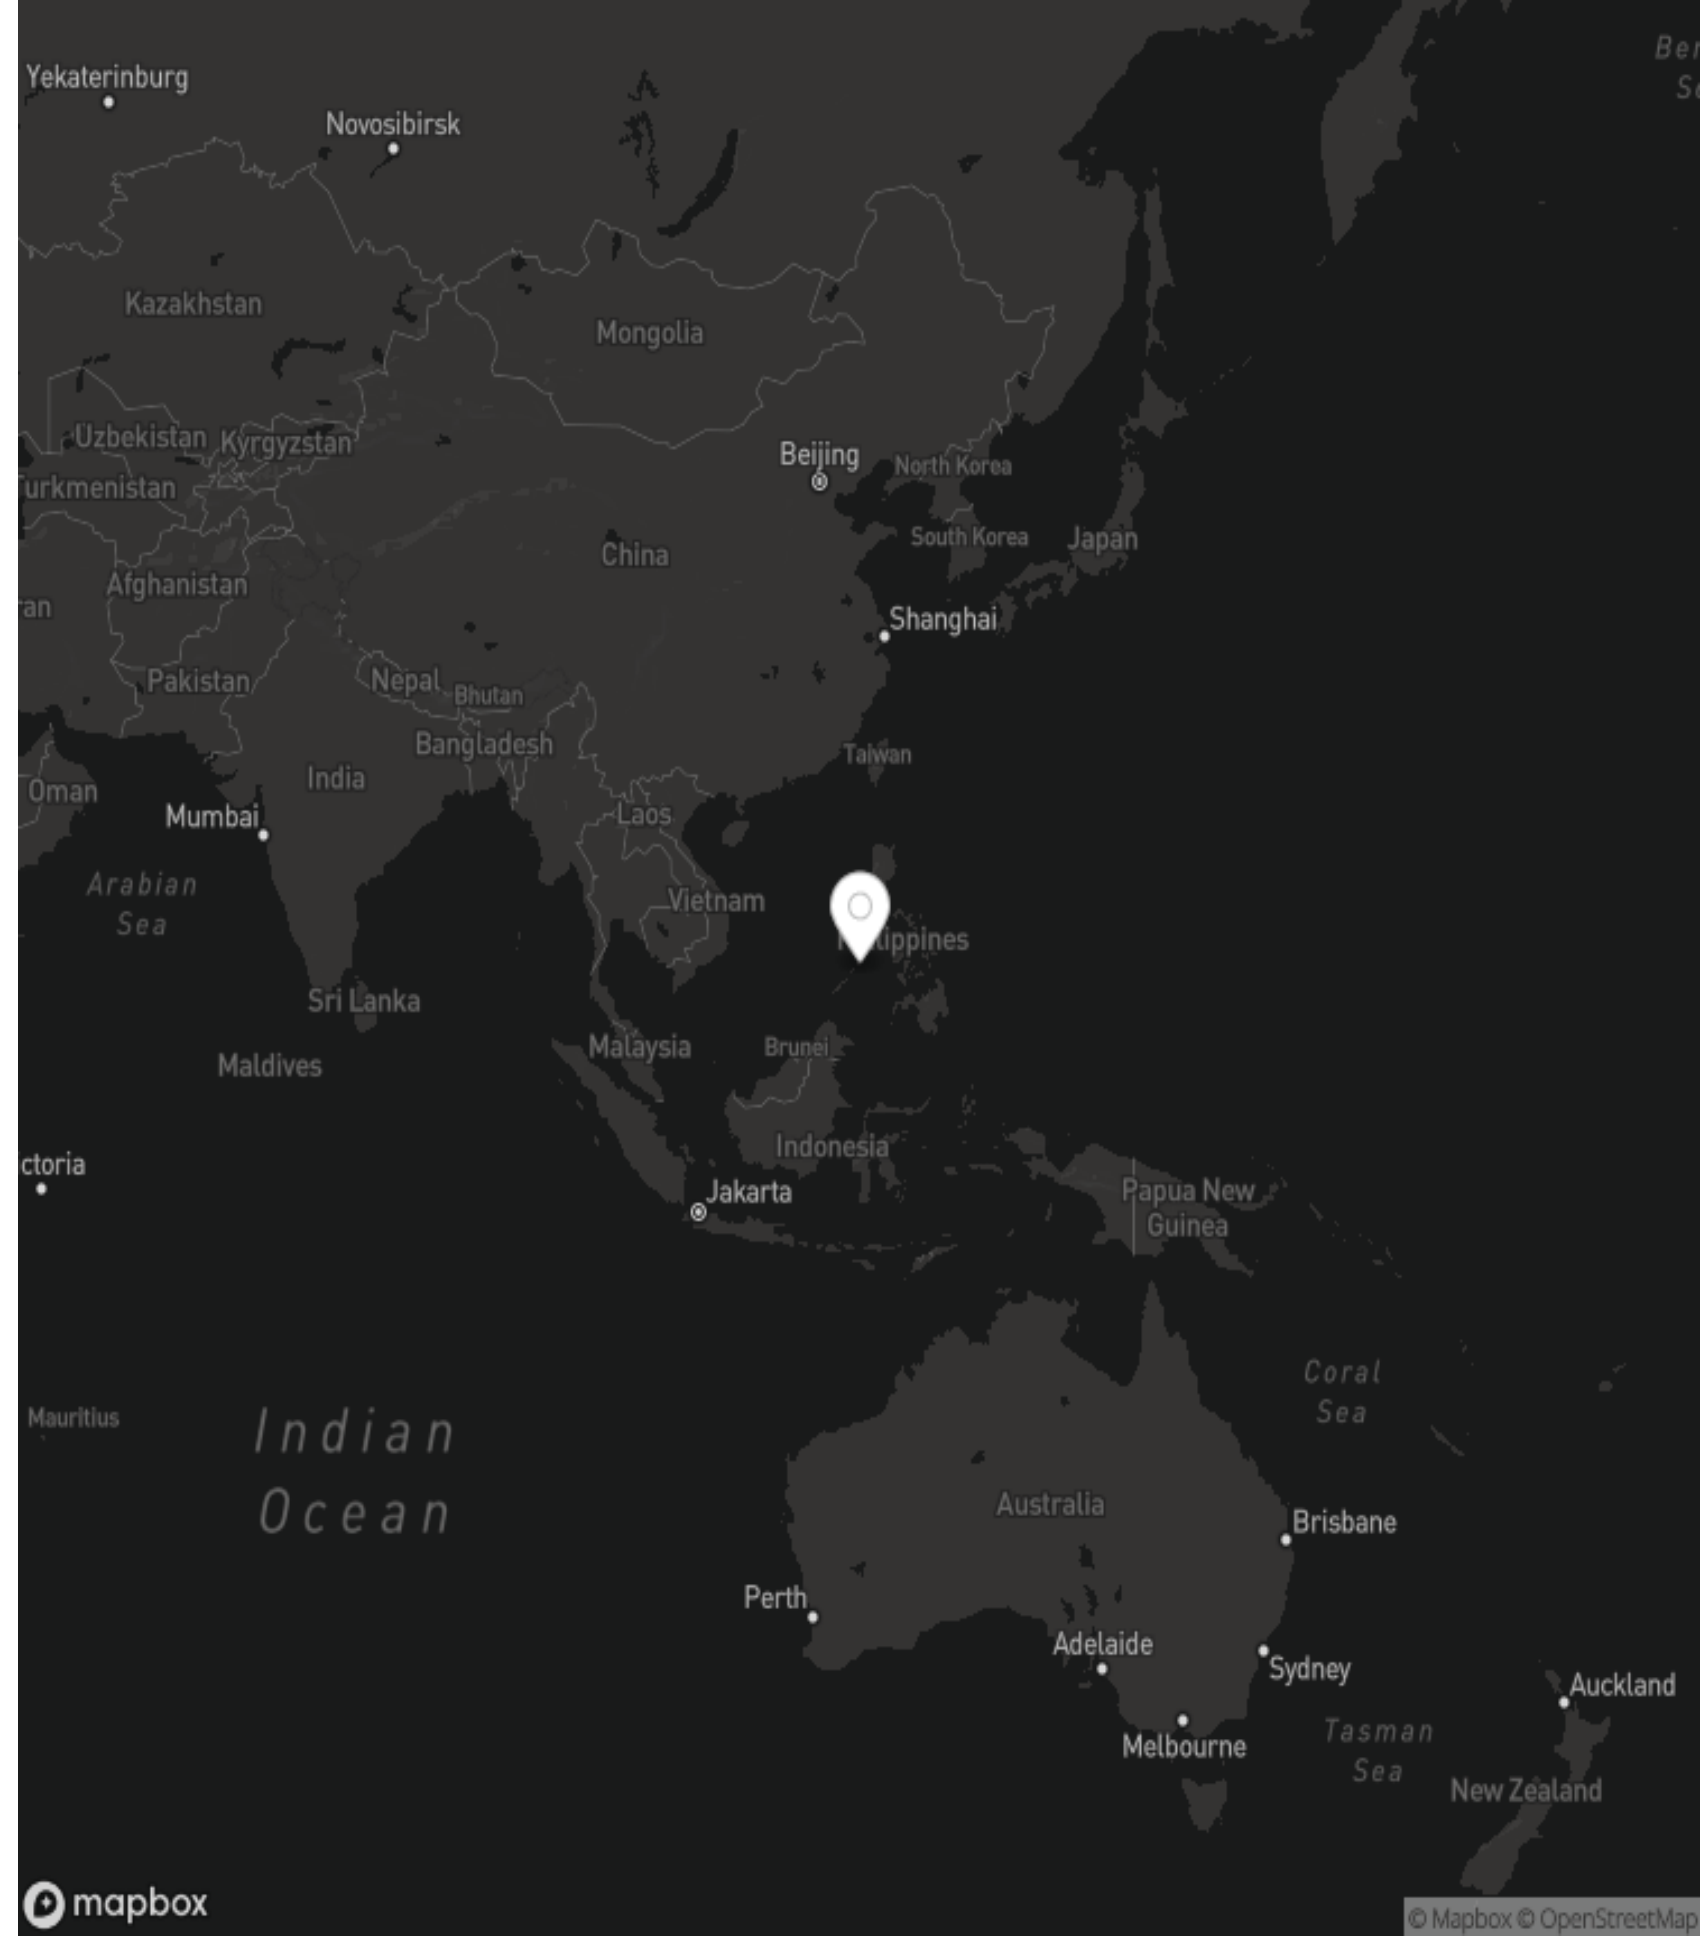 Ber
Se
Yekaterinburg
Novosibirsk
Kazakhstan
Mongolia
Uzbekistan
Kyrgyzstan
Beijing
North Korea
urkmenistan
South Korea
Japan
China
Afghanistan
ran
Shanghai
Pakistan
Nepal
Bhutan
Bangladesh
Taiwan
India
Oman
Laos
Mumbai
Arabian
Sea
Vietnam
ippines
Sri Lanka
Malaysia
Brunei
Maldives
Indonesia
ctoria
Jakarta
Papua New
Guinea
Coral
Sea
Mauritius
Indian
Ocean
Australia
Brisbane
Perth
Adelaide
Sydney
Auckland
Melbourne
Tasman
Sea
New Zealand
mapbox
© Mapbox © OpenStreetMap